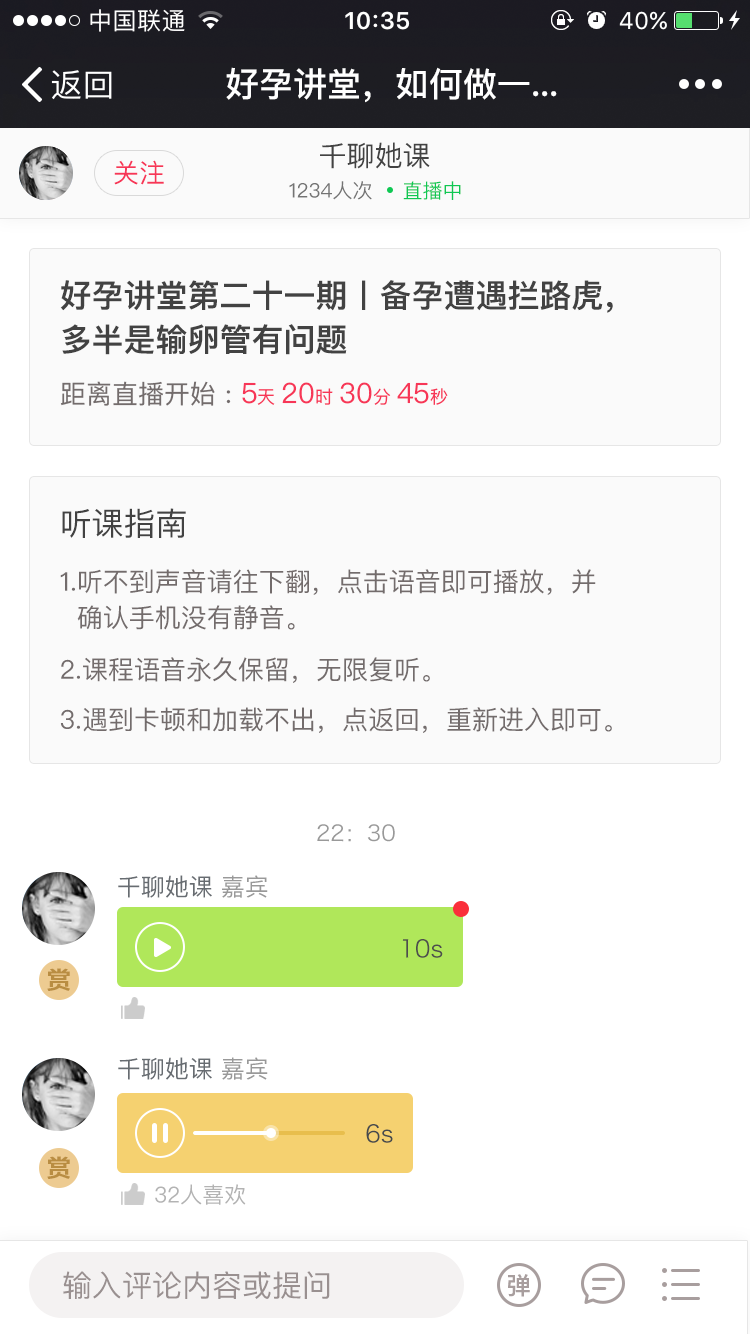 中国联通 10:35 40%
返回 好孕讲堂，如何做一...
关注 千聊她课
1234人次 • 直播中
好孕讲堂第二十一期丨备孕遭遇拦路虎，
多半是输卵管有问题
距离直播开始：5天 20时 30分 45秒
听课指南
1.听不到声音请往下翻，点击语音即可播放，并
确认手机没有静音。
2.课程语音永久保留，无限复听。
3.遇到卡顿和加载不出，点返回，重新进入即可。
22：30
千聊她课 嘉宾
10s
赏
千聊她课 嘉宾
6s
赏
32人喜欢
输入评论内容或提问 弹